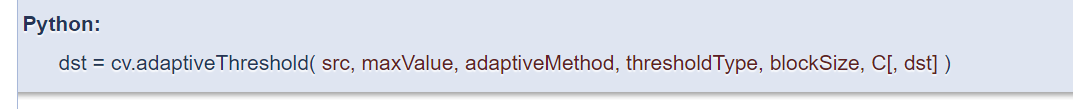 Python:
dst = cv.adaptiveThreshold( src, maxValue, adaptiveMethod, thresholdType, blockSize, C[, dst] )